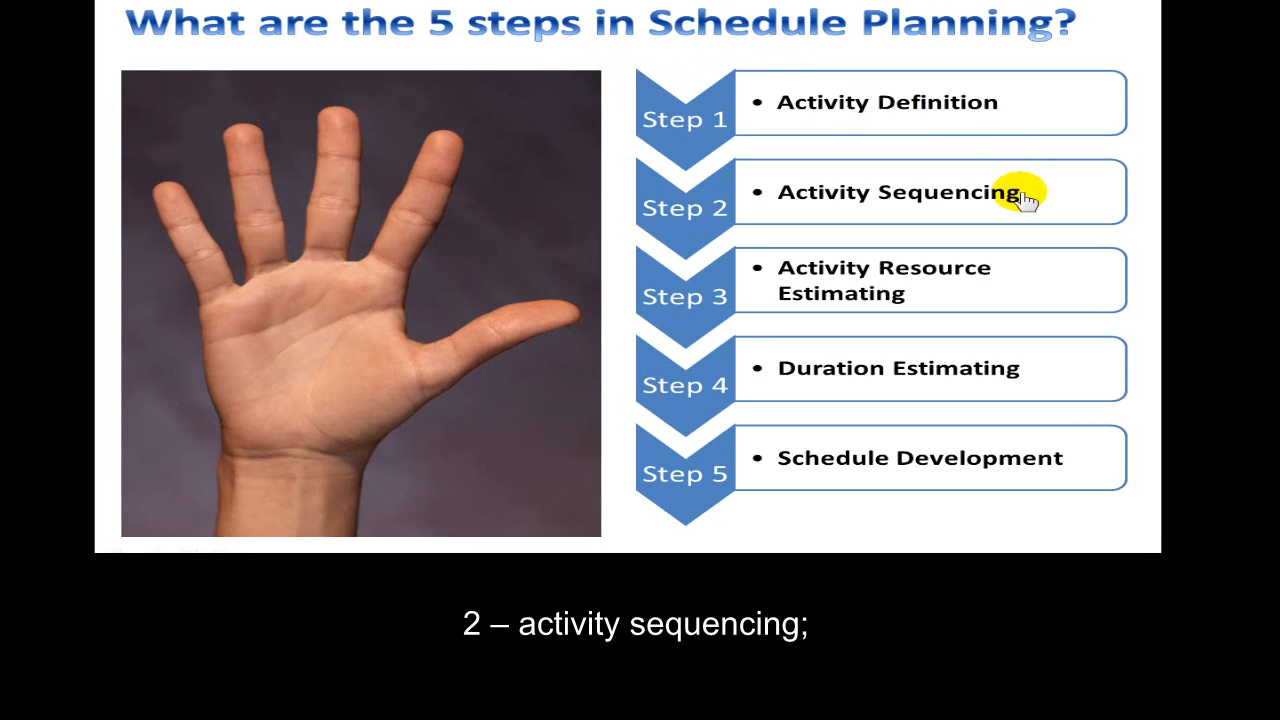 What are the 5 steps in Schedule Planning?
Step 1
• Activity Definition
Step 2
• Activity Sequencing
Step 3
• Activity Resource
Estimating
Step 4
• Duration Estimating
Step 5
• Schedule Development
2 – activity sequencing;